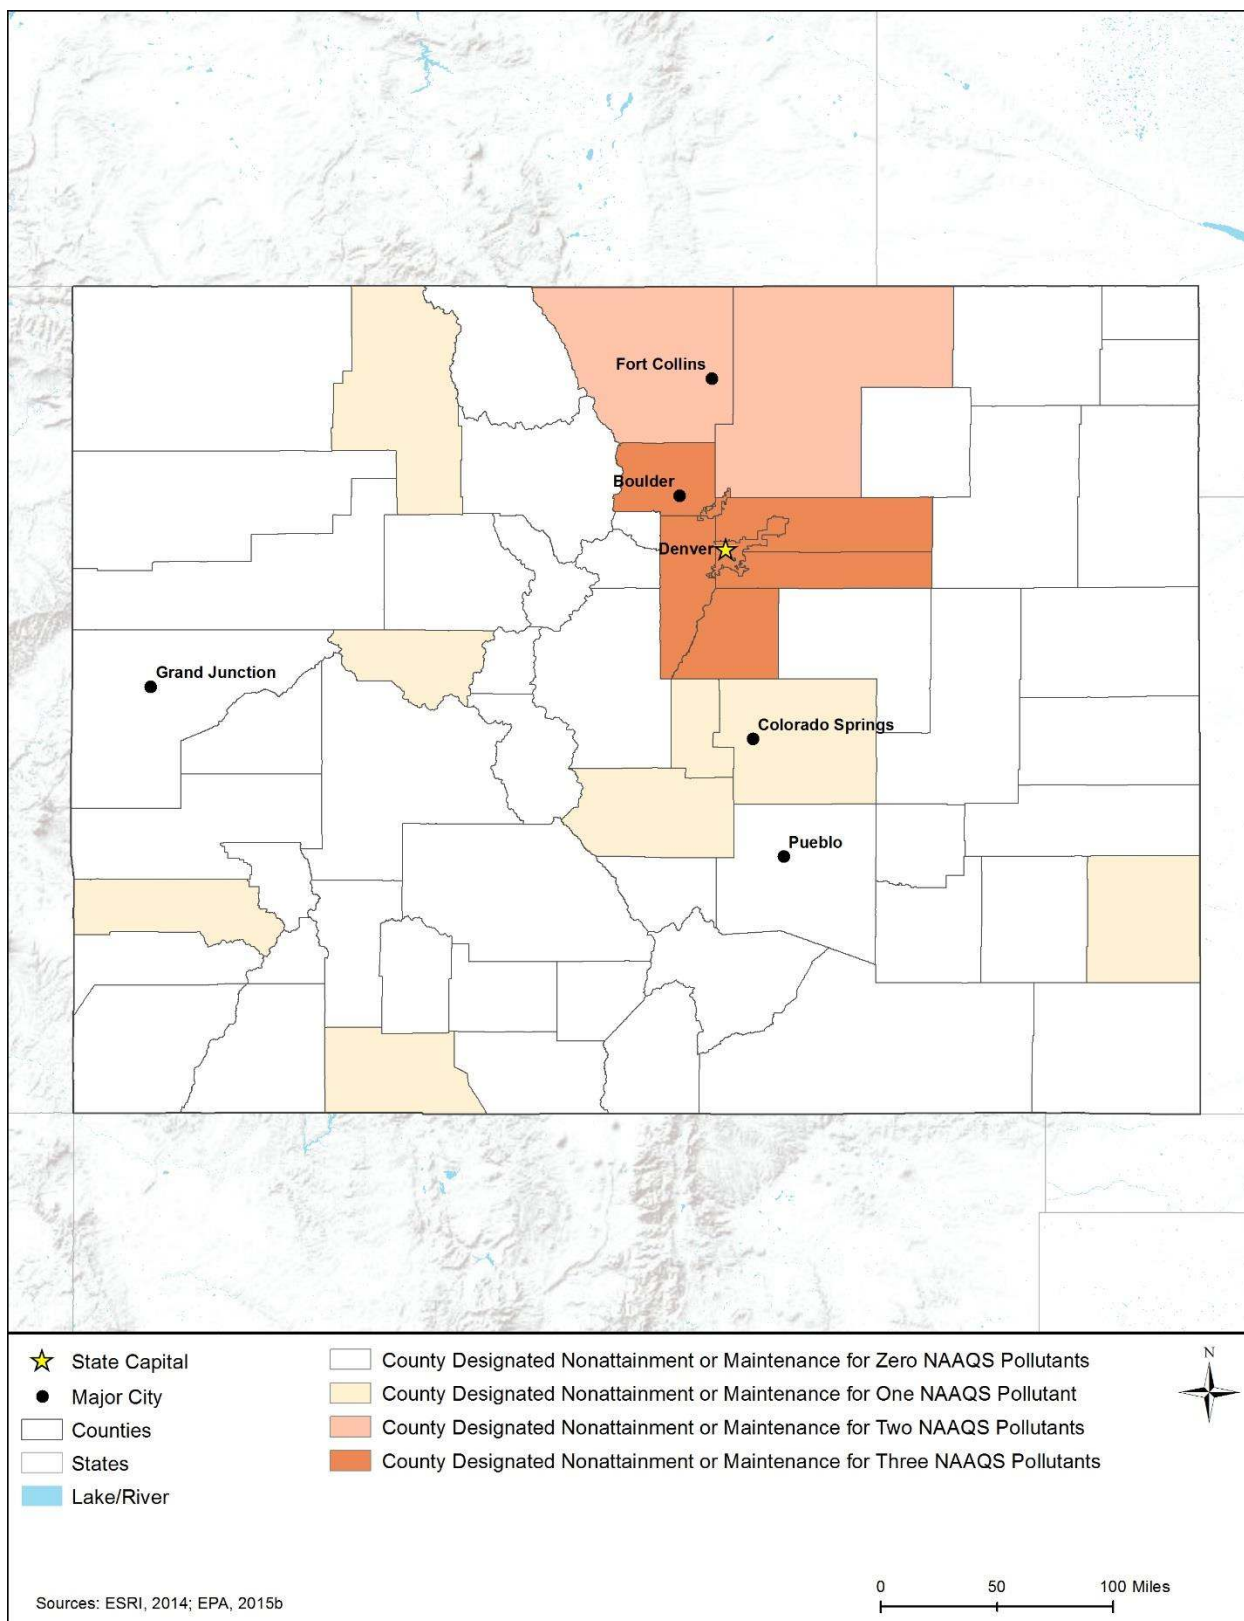 Fort Collins
Boulder
Denver
Grand Junction
Colorado Springs
Pueblo
State Capital
Major City
Counties
States
Lake/River
County Designated Nonattainment or Maintenance for Zero NAAQS Pollutants
County Designated Nonattainment or Maintenance for One NAAQS Pollutant
County Designated Nonattainment or Maintenance for Two NAAQS Pollutants
County Designated Nonattainment or Maintenance for Three NAAQS Pollutants
N
0 50 100 Miles
Sources: ESRI, 2014; EPA, 2015b